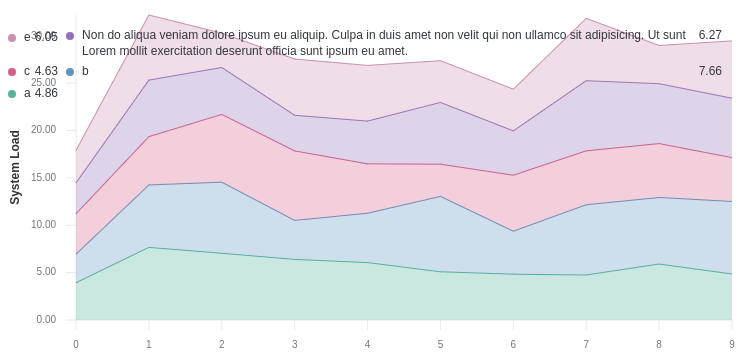 e 6.05
30.00
Non do aliqua veniam dolore ipsum eu aliquip. Culpa in duis amet non velit qui non ullamco sit adipisicing. Ut sunt 6.27
Lorem mollit exercitation deserunt officia sunt ipsum eu amet.
c 4.63
b 7.66
25.00
a 4.86
20.00
15.00
10.00
5.00
0.00
System Load
0 1 2 3 4 5 6 7 8 9